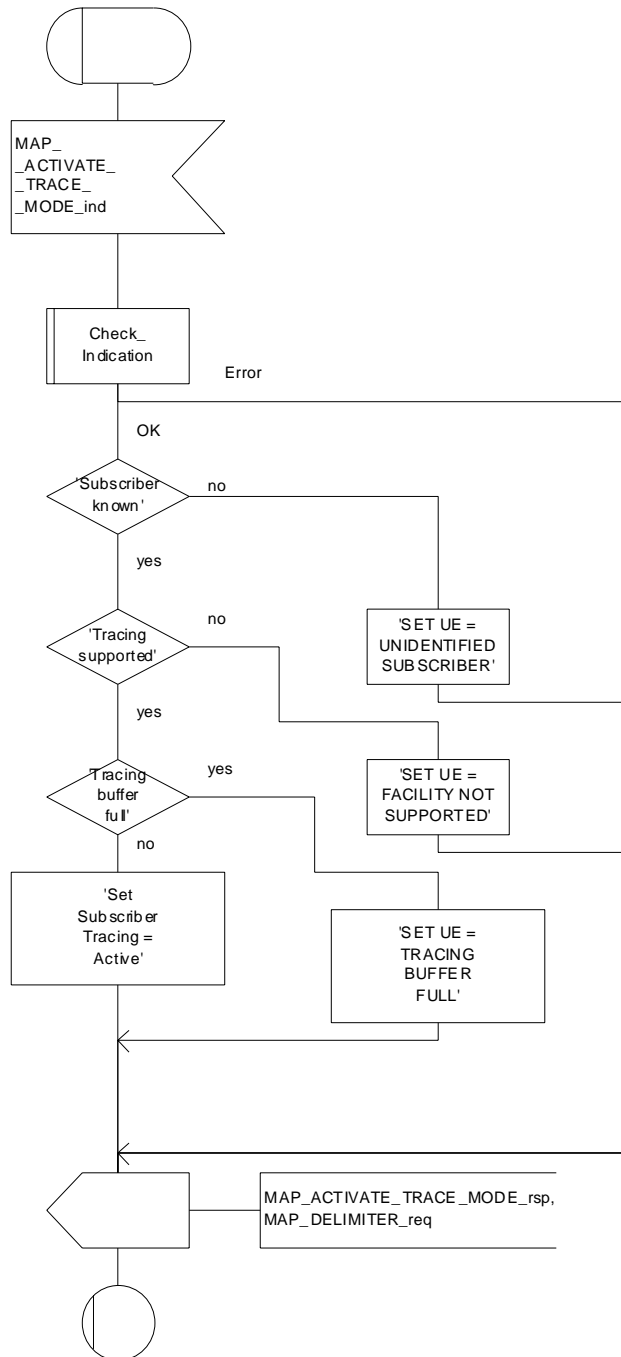 MAP_
_ACTIVATE_
_TRACE_
_MODE_ind
Check_
Indication
Error
OK
'Subscriber
known'
no
yes
'Tracing
supported'
no
'SET UE =
UNIDENTIFIED
SUBSCRIBER'
yes
'Tracing
buffer
full'
yes
'SET UE =
FACILITY NOT
SUPPORTED'
no
'Set
Subscriber
Tracing =
Active'
'SET UE =
TRACING
BUFFER
FULL'
MAP_ACTIVATE_TRACE_MODE_rsp,
MAP_DELIMITER_req